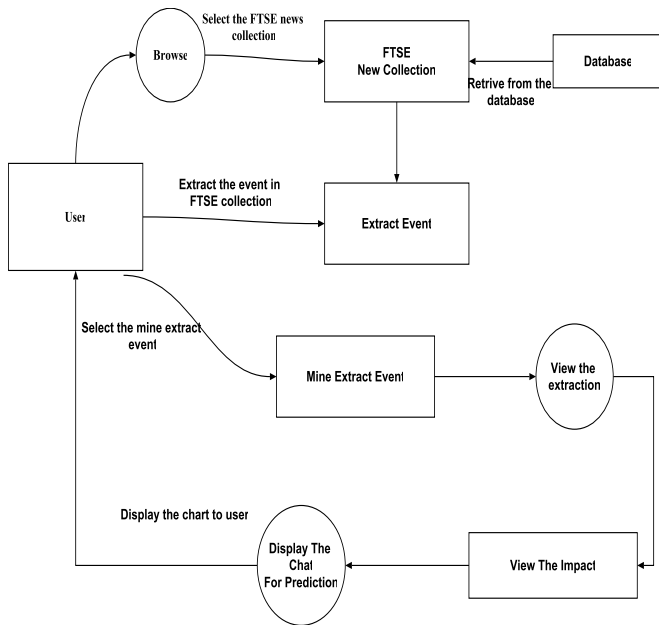 Select the FTSE news
collection
Browse
FTSE
New Collection
Database
Retrive from the
database
Extract the event in
FTSE collection
User
Extract Event
Select the mine extract
event
Mine Extract Event
View the
extraction
Display the chart to user
Display The
Chat
For Prediction
View The Impact